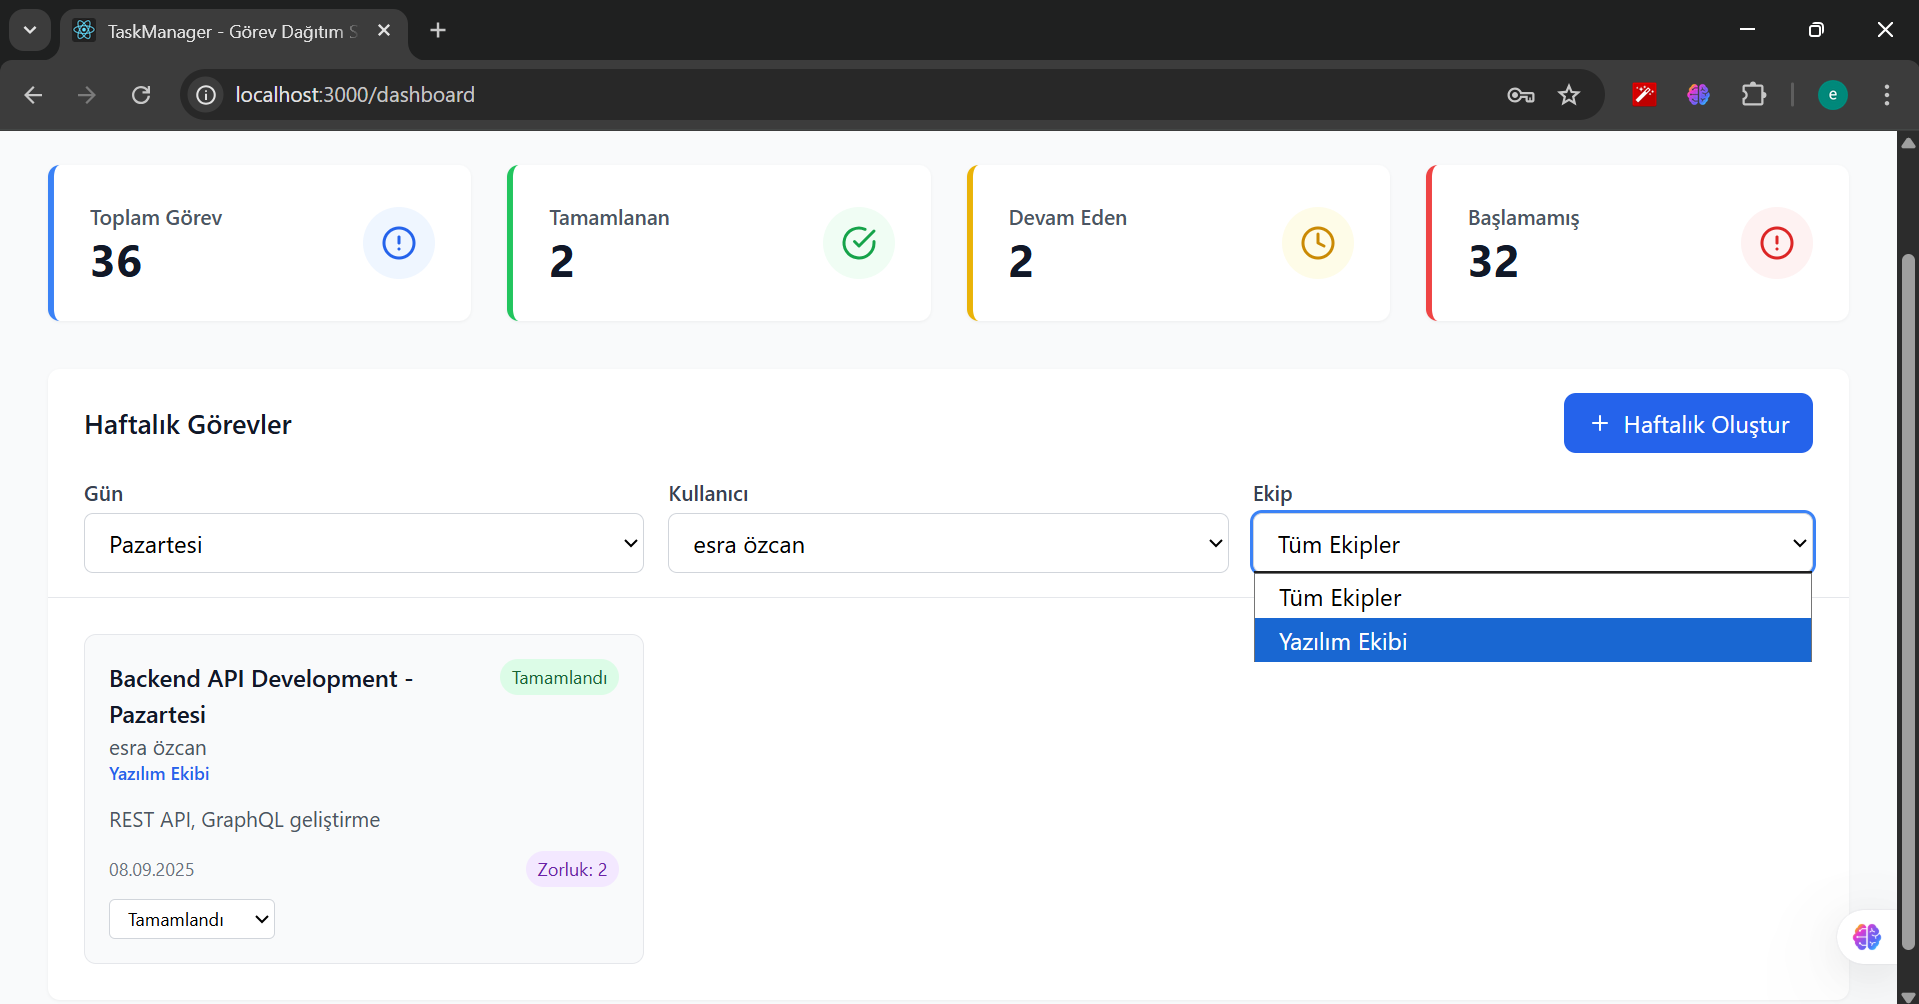 TaskManager - Görev Dağıtım S
localhost:3000/dashboard
e
Toplam Görev
36
Tamamlanan
2
Devam Eden
2
Başlamamış
32
Haftalık Görevler
+ Haftalık Oluştur
Gün
Kullanıcı
Ekip
Pazartesi
esra özcan
Tüm Ekipler
Tüm Ekipler
Yazılım Ekibi
Backend API Development -
Pazartesi
Tamamlandı
esra özcan
Yazılım Ekibi
REST API, GraphQL geliştirme
08.09.2025
Zorluk: 2
Tamamlandı